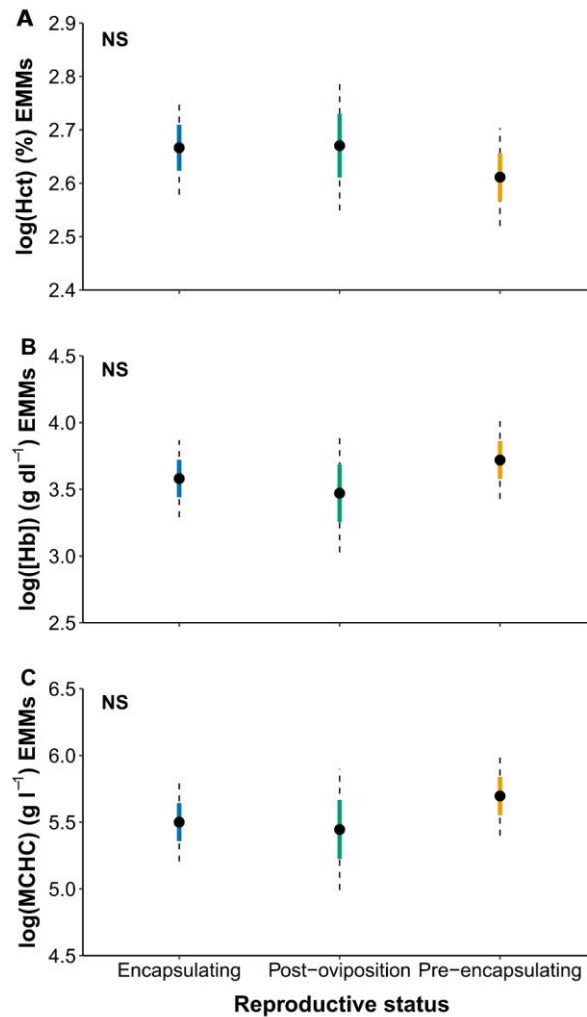 A
NS
log(Hct) (%) EMMs
2.9
2.8
2.7
2.6
2.5
2.4
B
NS
log([Hb]) (g dl⁻¹) EMMs
4.5
4.0
3.5
3.0
2.5
C
NS
log(MCHC) (g l⁻¹) EMMs
6.5
6.0
5.5
5.0
4.5
Encapsulating Post-oviposition Pre-encapsulating
Reproductive status